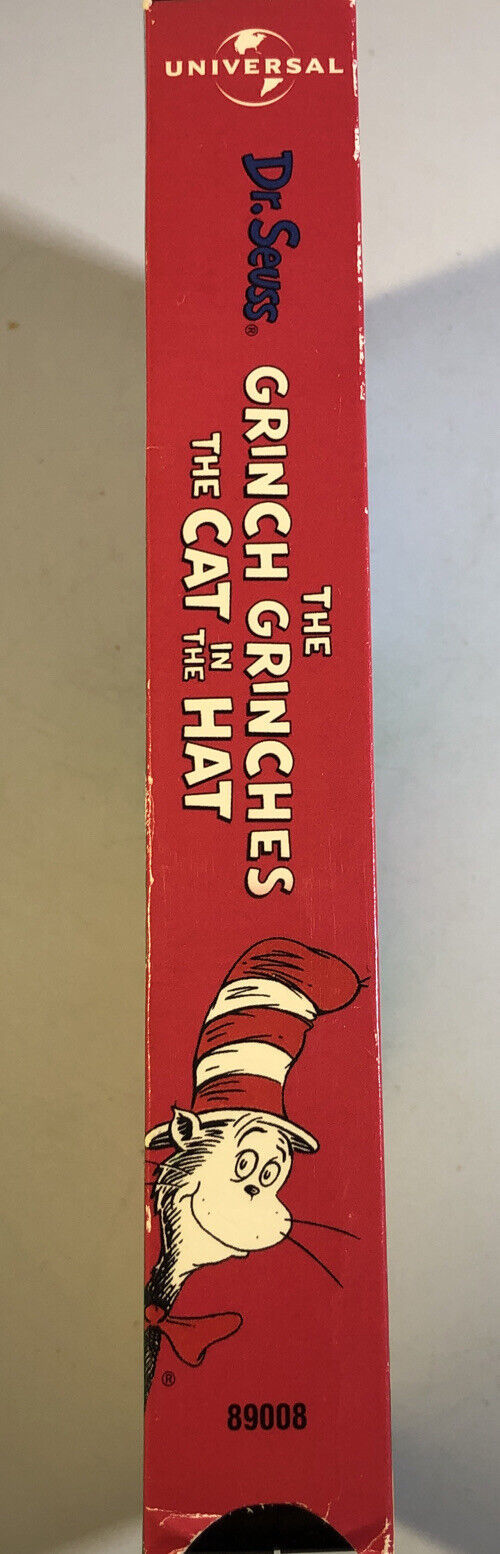 UNIVERSAL
Dr. Seuss®
THE
GRINCH GRINCHES
THE CAT IN THE HAT
®
89008